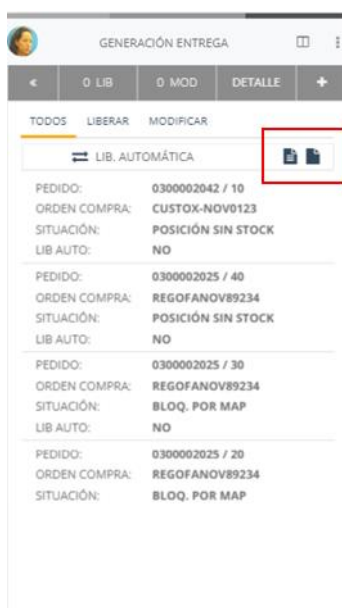 GENERACIÓN ENTREGA
« 0 LIB 0 MOD DETALLE +
TODOS LIBERAR MODIFICAR
LIB. AUTOMÁTICA
PEDIDO: 0300002042 / 10
ORDEN COMPRA: CUSTOX-NOV0123
SITUACIÓN: POSICIÓN SIN STOCK
LIB AUTO: NO
PEDIDO: 0300002025 / 40
ORDEN COMPRA: REGOFANOV89234
SITUACIÓN: POSICIÓN SIN STOCK
LIB AUTO: NO
PEDIDO: 0300002025 / 30
ORDEN COMPRA: REGOFANOV89234
SITUACIÓN: BLOQ. POR MAP
LIB AUTO: NO
PEDIDO: 0300002025 / 20
ORDEN COMPRA: REGOFANOV89234
SITUACIÓN: BLOQ. POR MAP